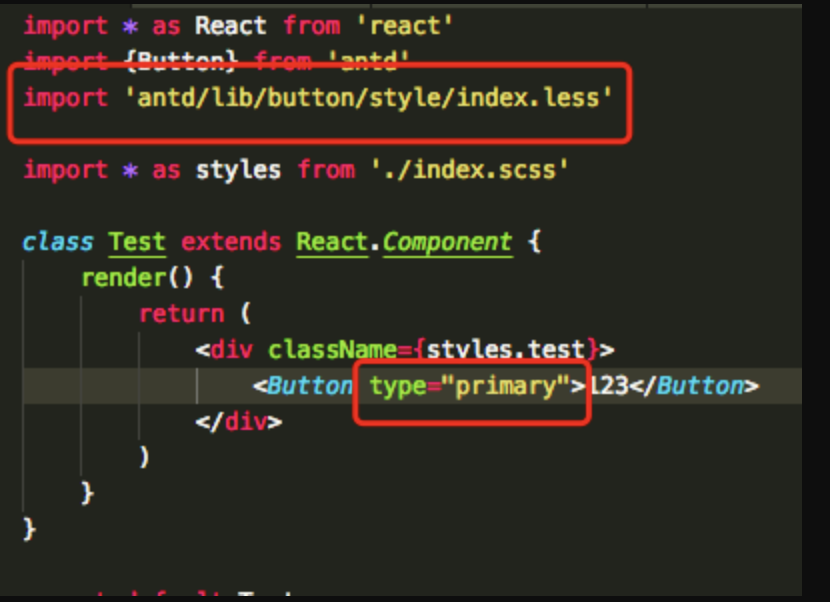 import * as React from 'react'
import {Button} from 'antd'
import 'antd/lib/button/style/index.less'
import * as styles from './index.scss'
class Test extends React.Component {
render() {
return (
<div className={styles.test}>
<Button type="primary">123</Button>
</div>
)
}
}